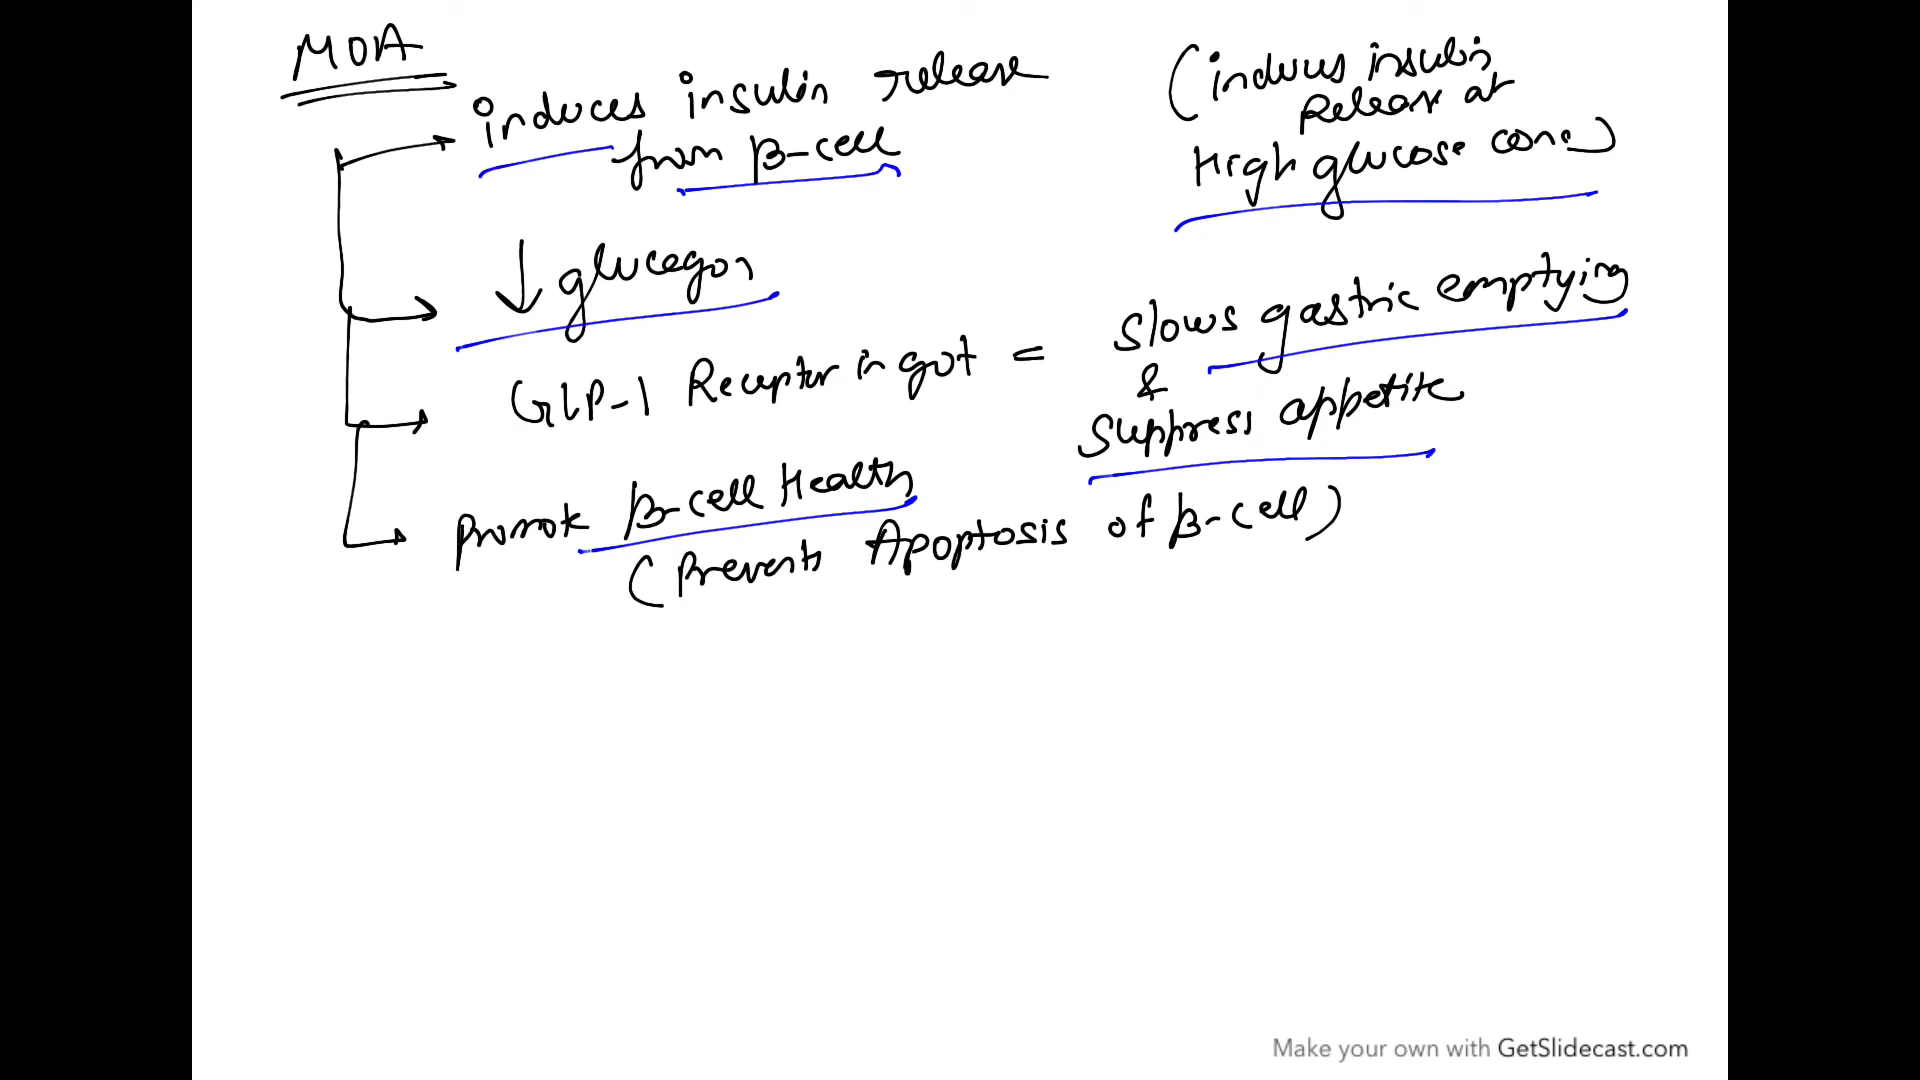 MOA
induces insulin release
from β-cell
(induces insulin
Release at
High glucose conc)
↓ glucagon
GLP-1 Receptor in gut = Slows gastric emptying
&
Suppress appetite
Promote β-cell Health
(Prevents Apoptosis of β-cell)
Make your own with GetSlidecast.com